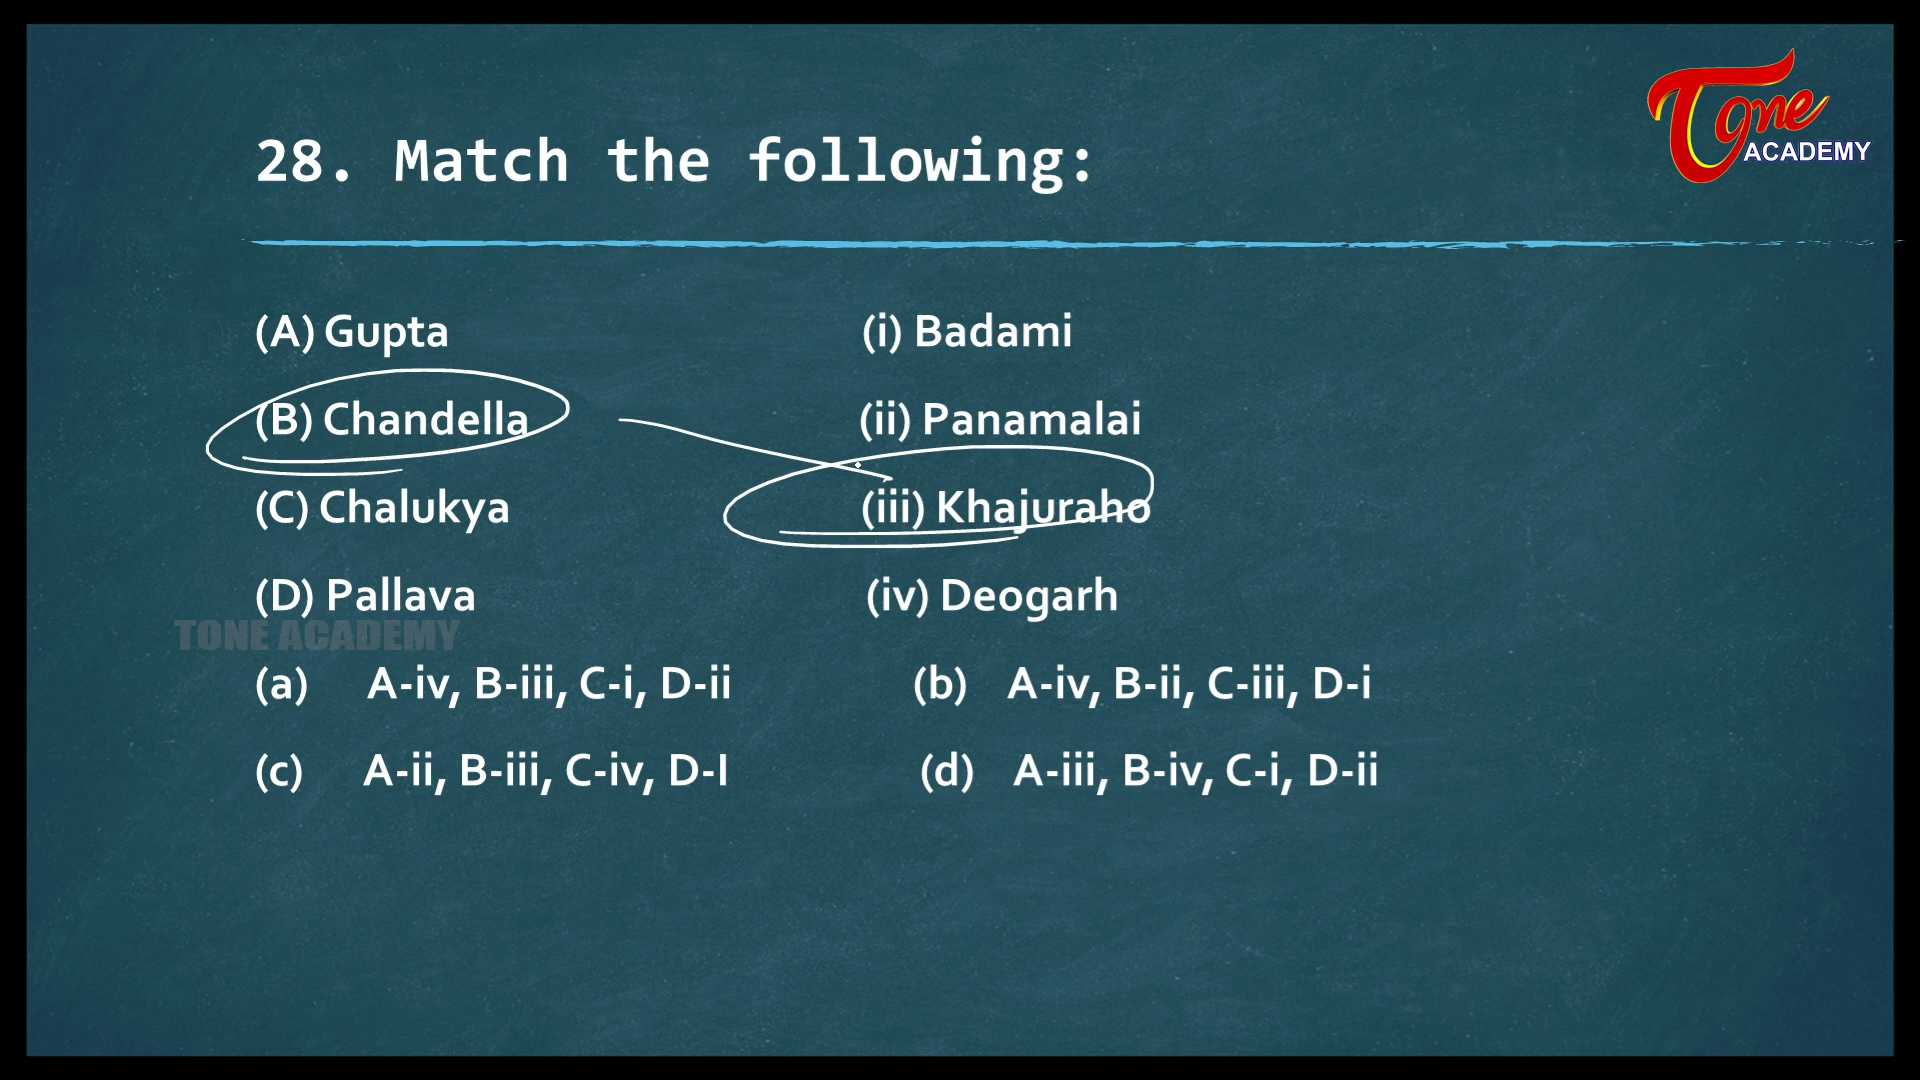 Tone
ACADEMY
28. Match the following:
(A) Gupta (i) Badami
(B) Chandella (ii) Panamalai
(C) Chalukya (iii) Khajuraho
(D) Pallava (iv) Deogarh
TONE ACADEMY
(a) A-iv, B-iii, C-i, D-ii (b) A-iv, B-ii, C-iii, D-i
(c) A-ii, B-iii, C-iv, D-I (d) A-iii, B-iv, C-i, D-ii